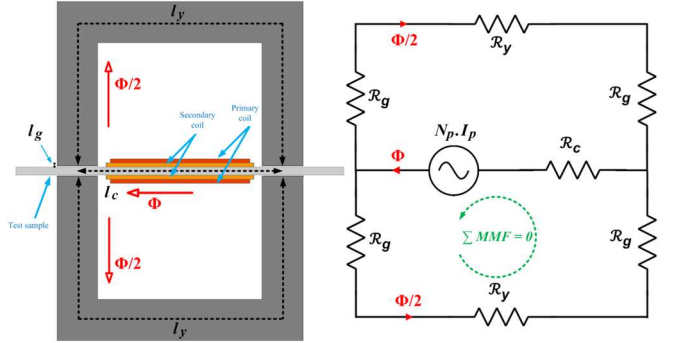 l_y
Φ/2
Secondary
coil
Primary
coil
l_g
l_c
Φ
Test sample
Φ/2
l_y
Φ/2
ℛ_y
ℛ_g
ℛ_g
N_p.I_p
ℛ_c
Φ
ℛ_g
∑ MMF = 0
ℛ_g
ℛ_y
Φ/2